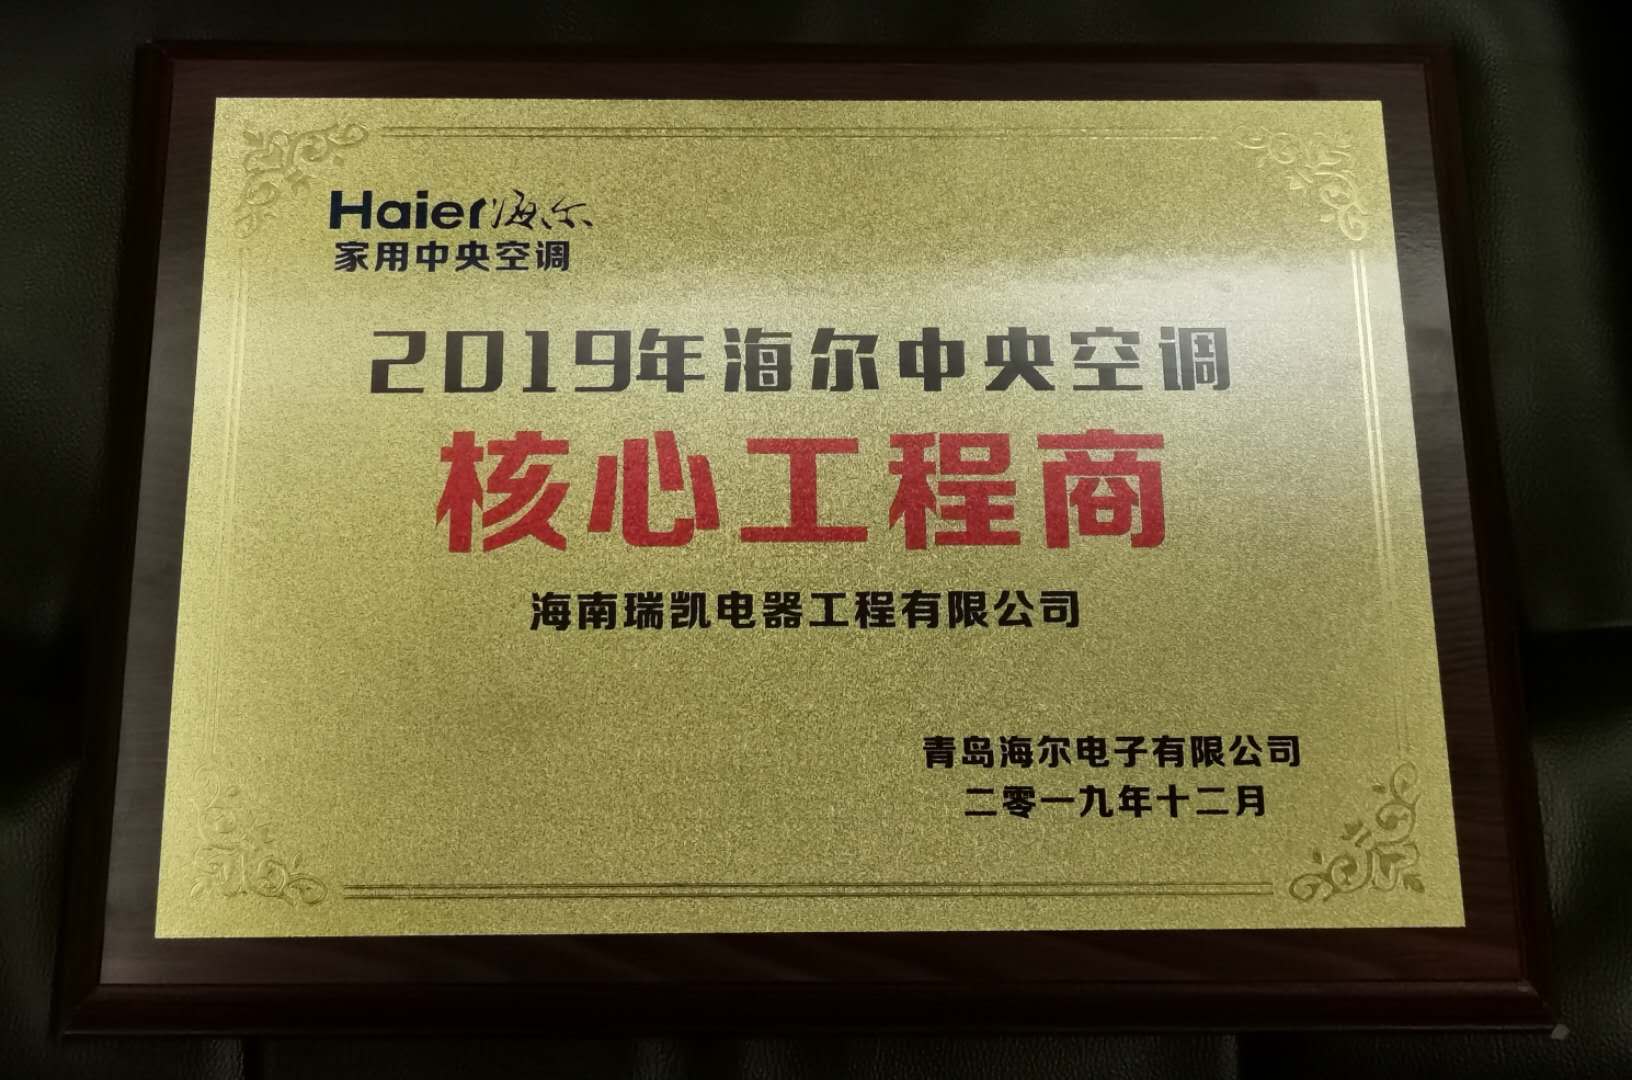 Haier海尔
家用中央空调
2019年海尔中央空调
核心工程商
海南瑞凯电器工程有限公司
青岛海尔电子有限公司
二零一九年十二月